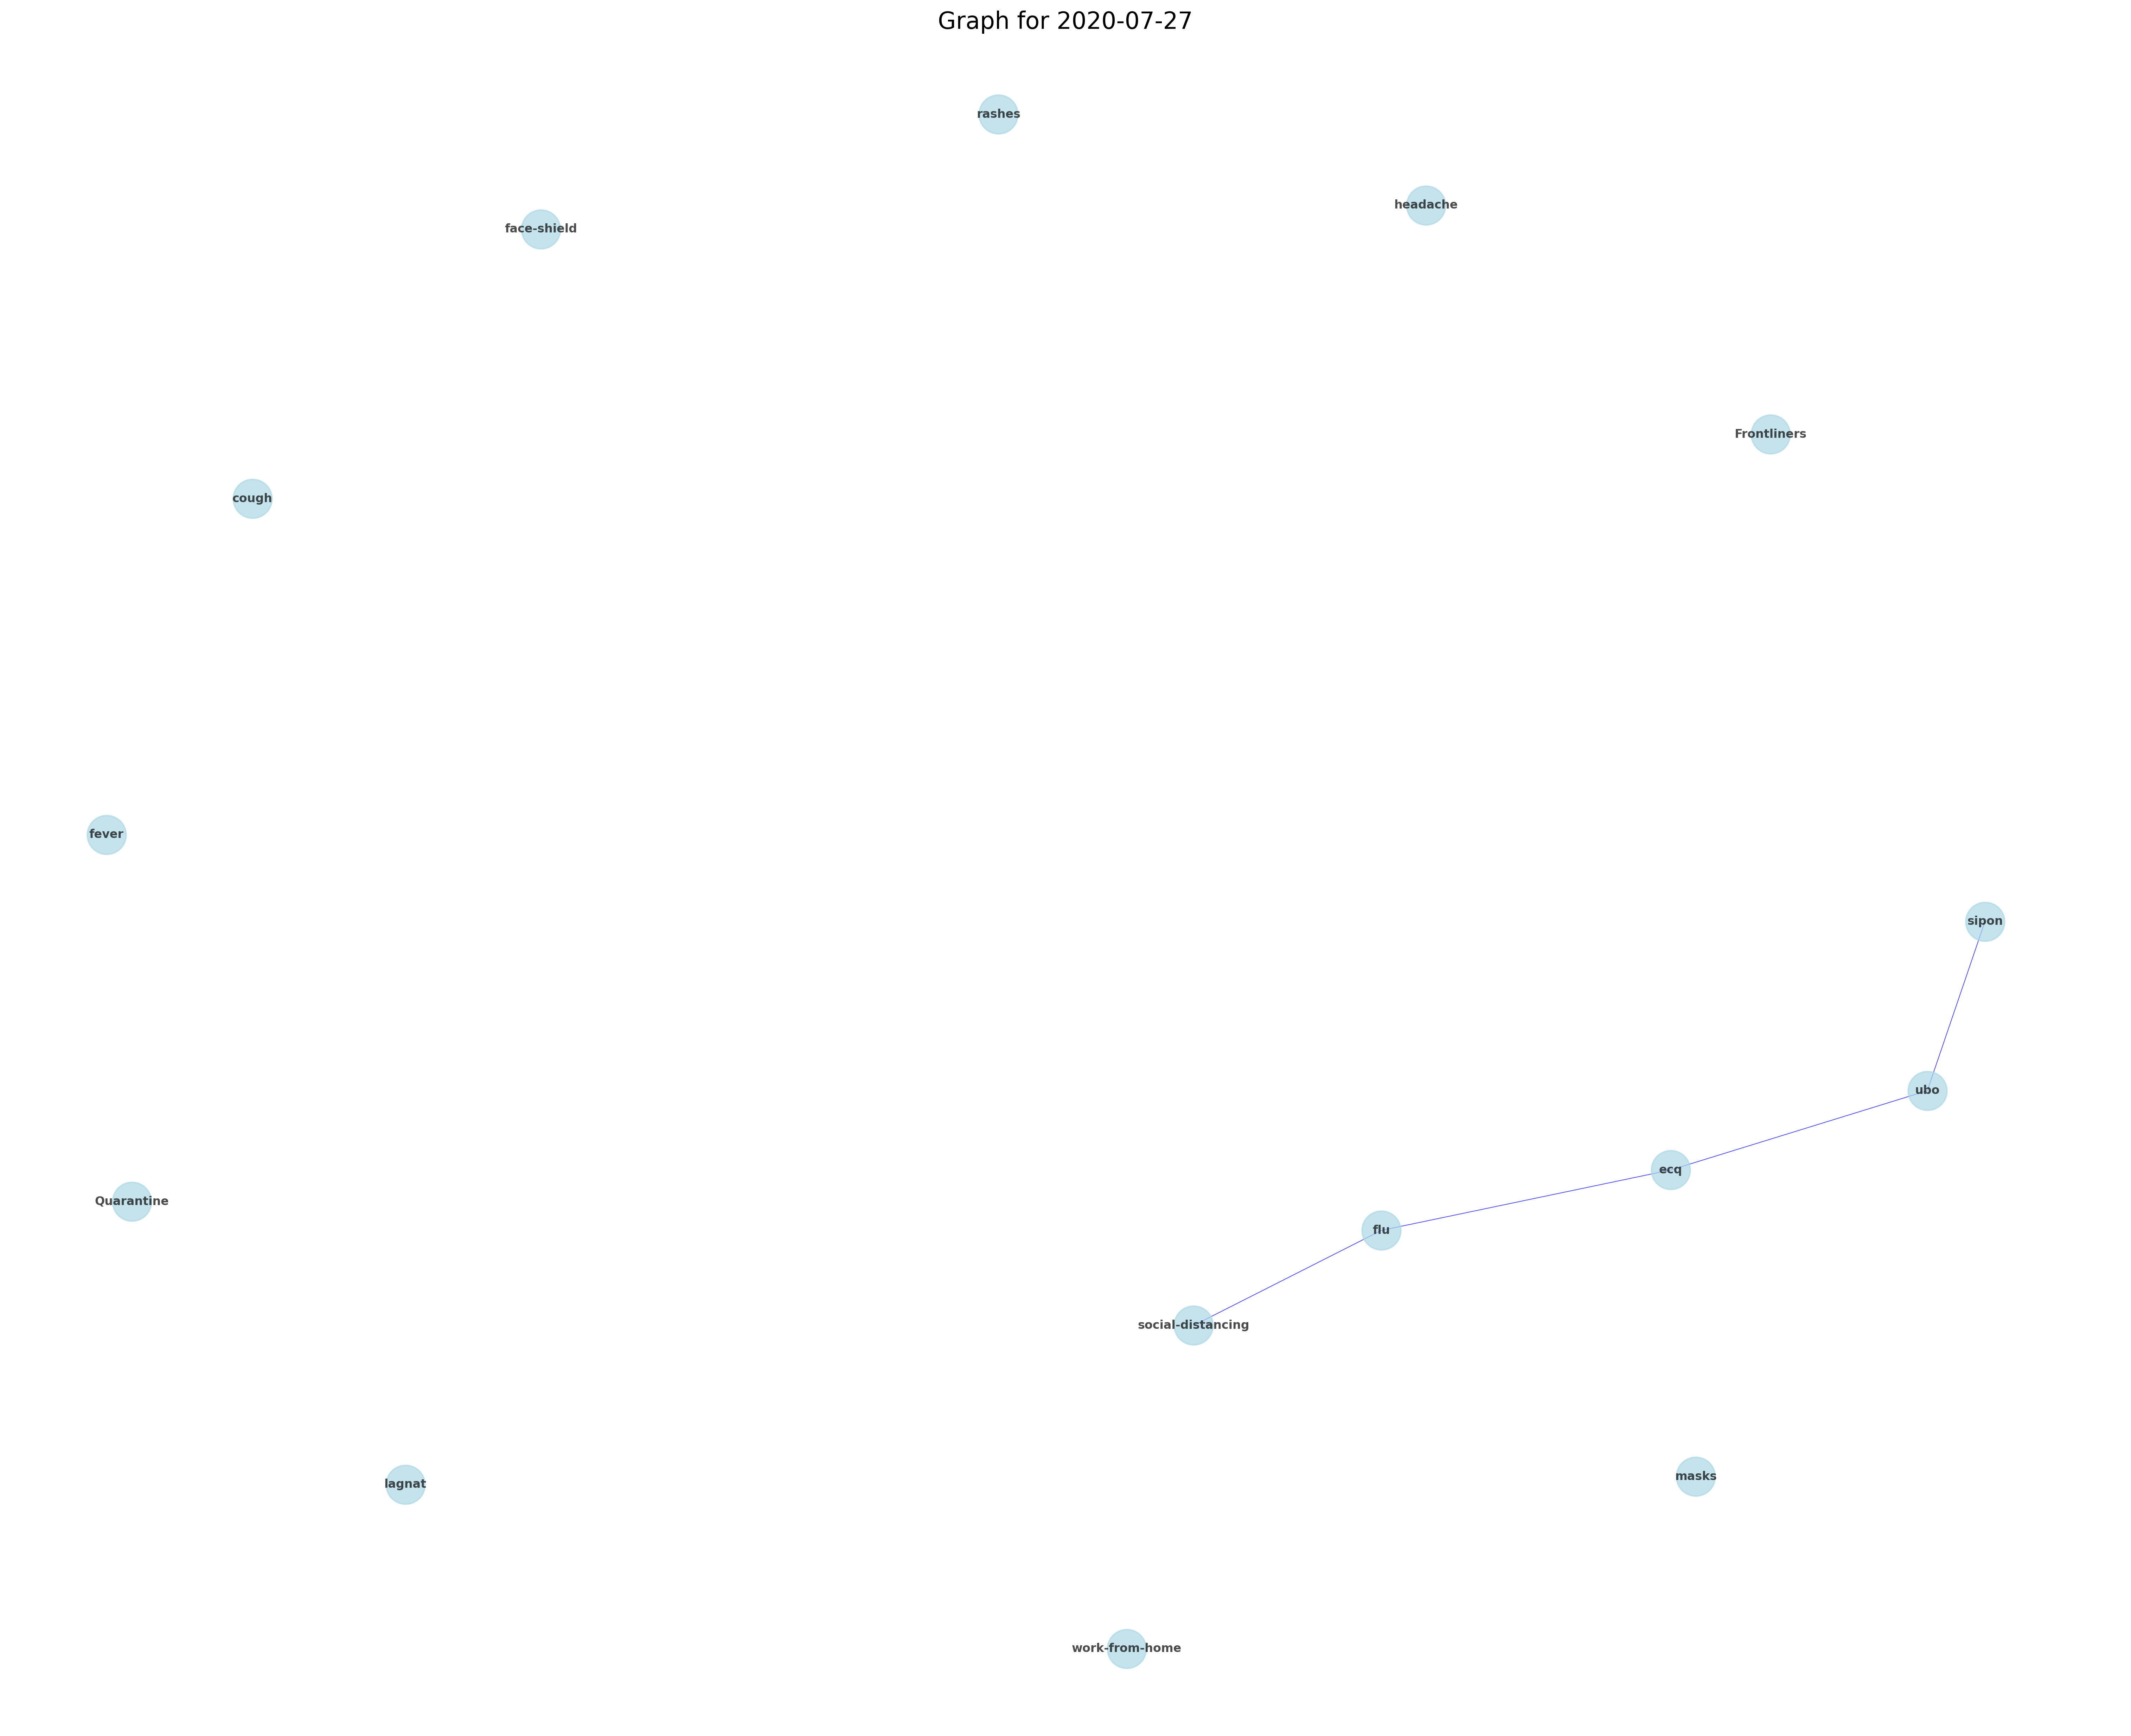 Graph for 2020-07-27
rashes
headache
face-shield
Frontliners
cough
fever
sipon
ubo
ecq
Quarantine
flu
social-distancing
masks
lagnat
work-from-home